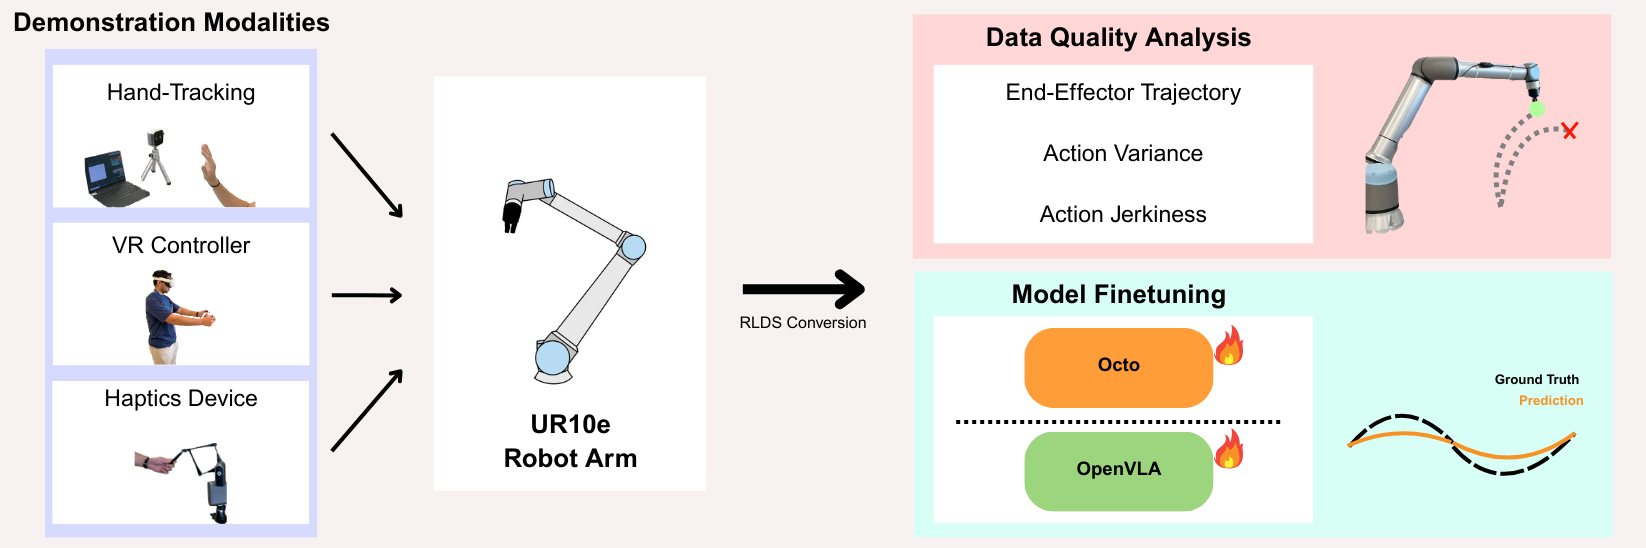 Demonstration Modalities
Hand-Tracking
VR Controller
Haptics Device
UR10e
Robot Arm
RLDS Conversion
Data Quality Analysis
End-Effector Trajectory
Action Variance
Action Jerkiness
Model Finetuning
Octo
OpenVLA
Ground Truth
Prediction